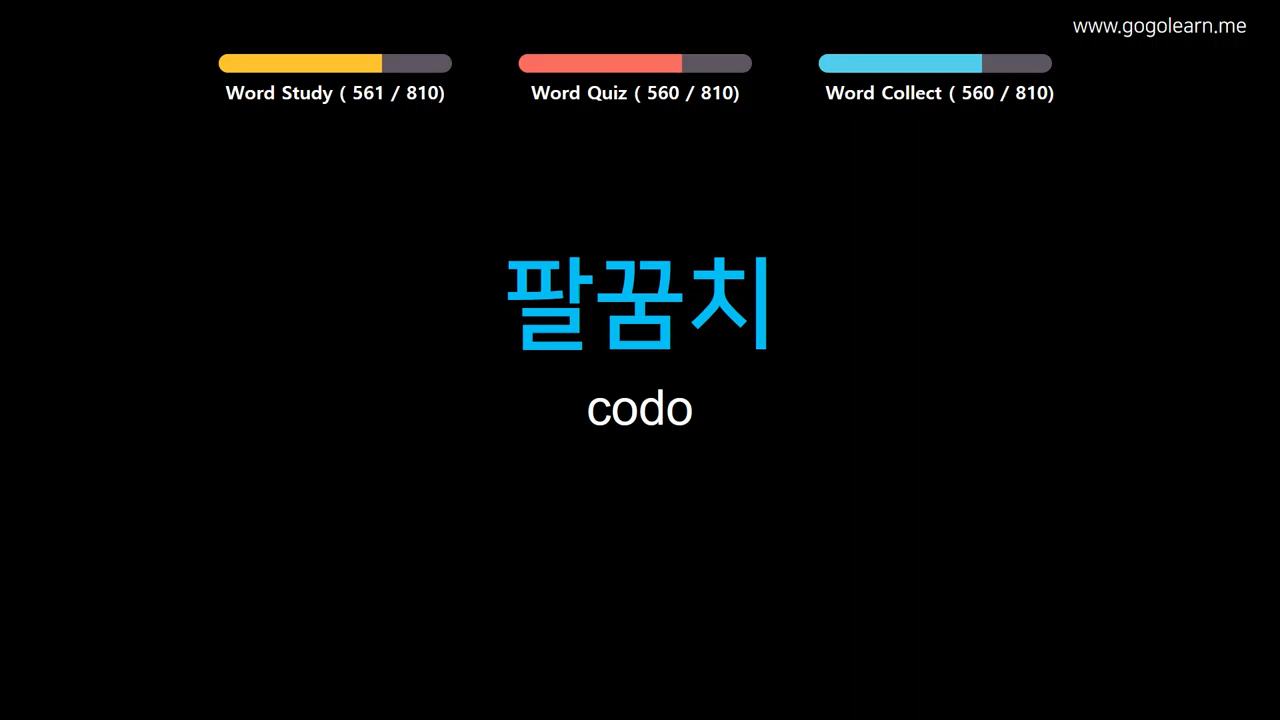 www.gogolearn.me
Word Study ( 561 / 810)
Word Quiz ( 560 / 810)
Word Collect ( 560 / 810)
팔꿈치
codo